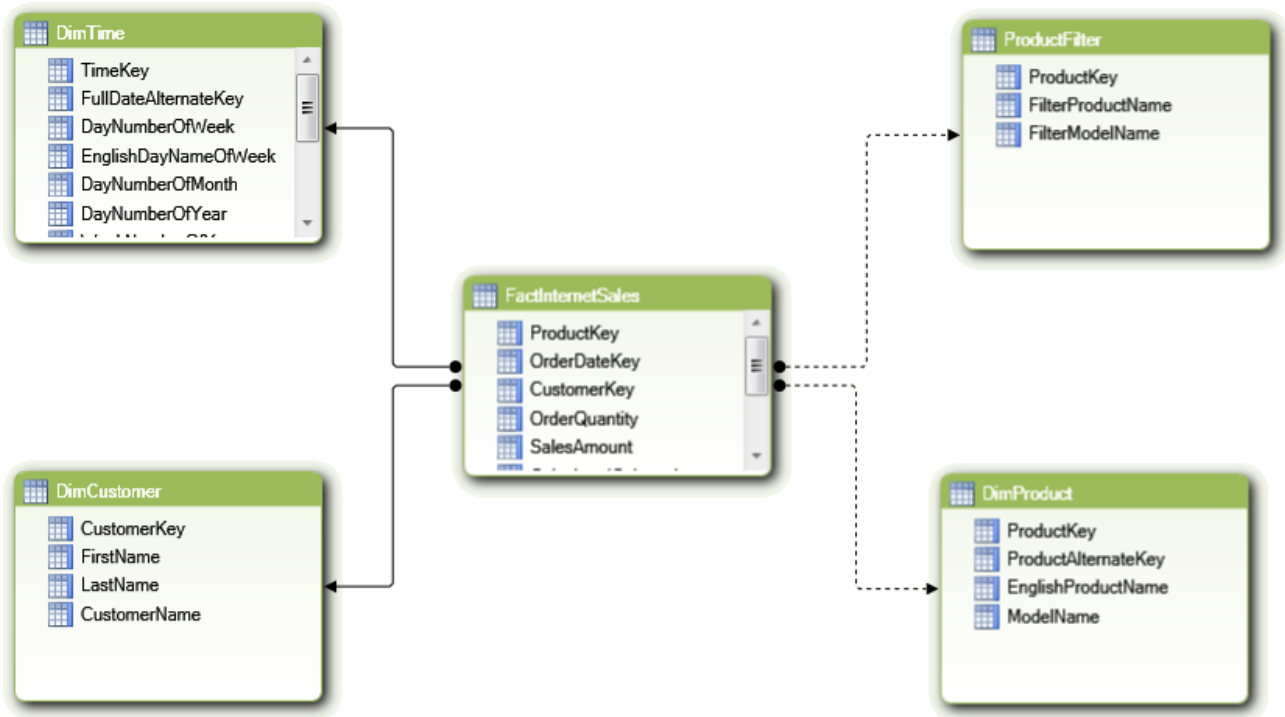 DimTime
TimeKey
FullDateAlternateKey
DayNumberOfWeek
EnglishDayNameOfWeek
DayNumberOfMonth
DayNumberOfYear
ProductFilter
ProductKey
FilterProductName
FilterModelName
FactInternetSales
ProductKey
OrderDateKey
CustomerKey
OrderQuantity
SalesAmount
DimCustomer
CustomerKey
FirstName
LastName
CustomerName
DimProduct
ProductKey
ProductAlternateKey
EnglishProductName
ModelName